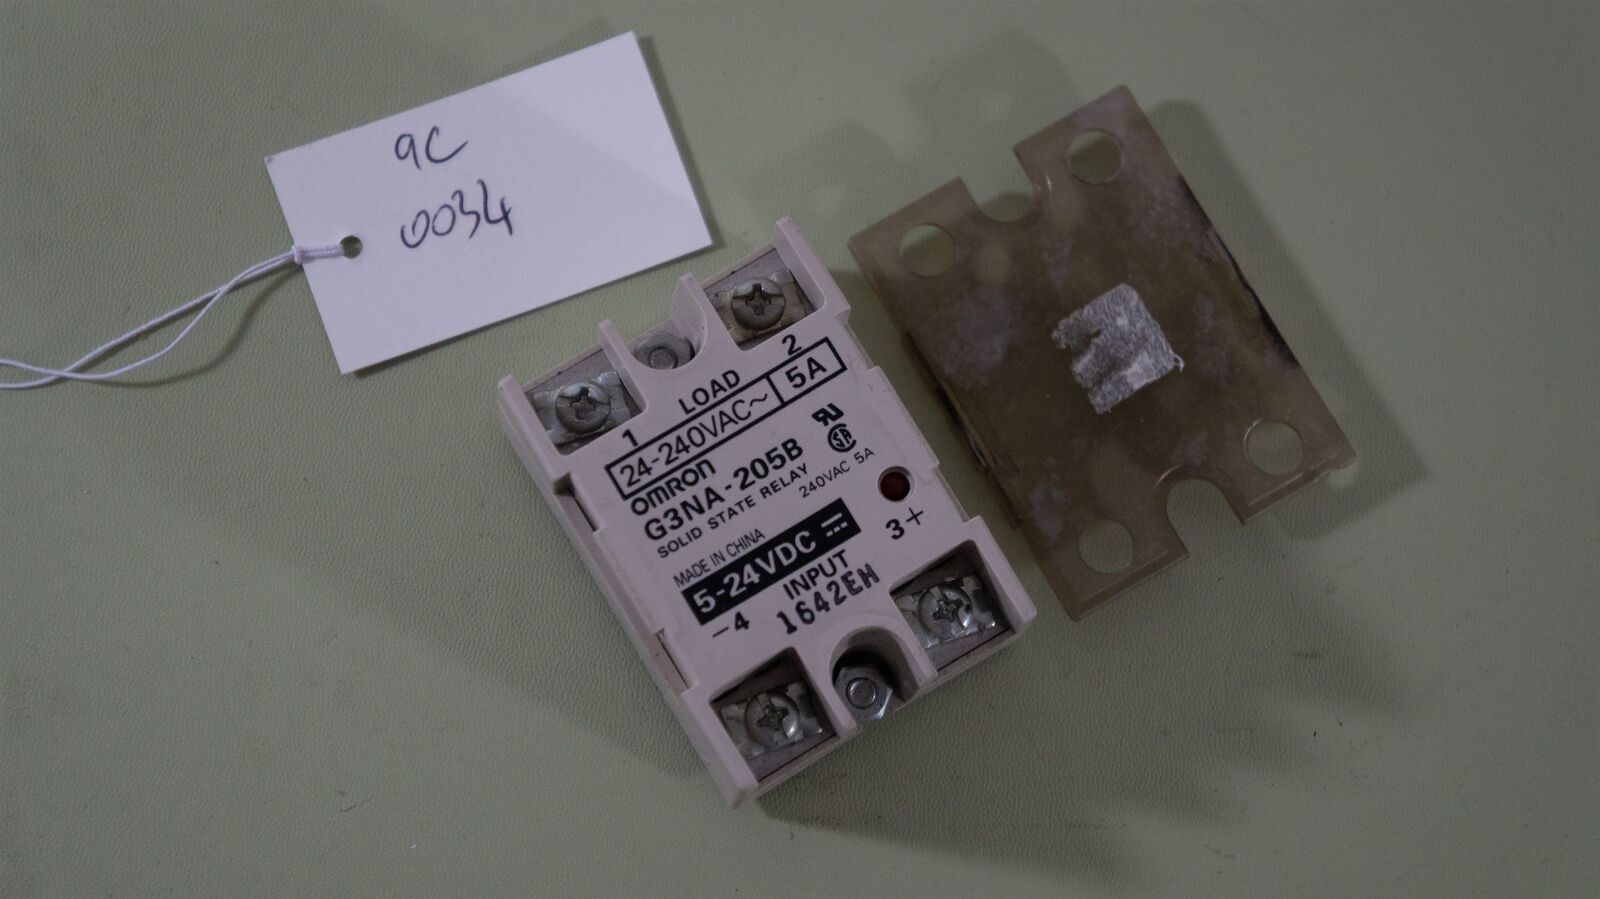 9C
0034
1
LOAD
2
24-240VAC~
5A
OMRON
G3NA-205B
SOLID STATE RELAY
240VAC 5A
MADE IN CHINA
5-24VDC
3+
-4
INPUT
1642EH